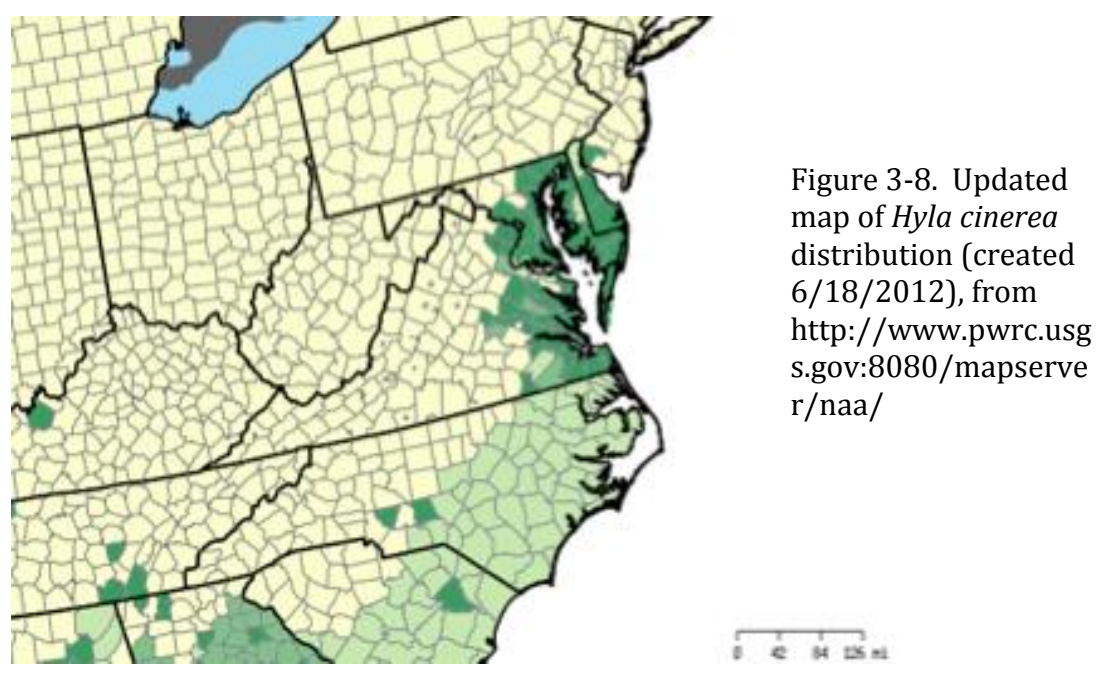 Figure 3-8. Updated
map of Hyla cinerea
distribution (created
6/18/2012), from
http://www.pwrc.usg
s.gov:8080/mapserve
r/naa/
0 42 84 126 mi